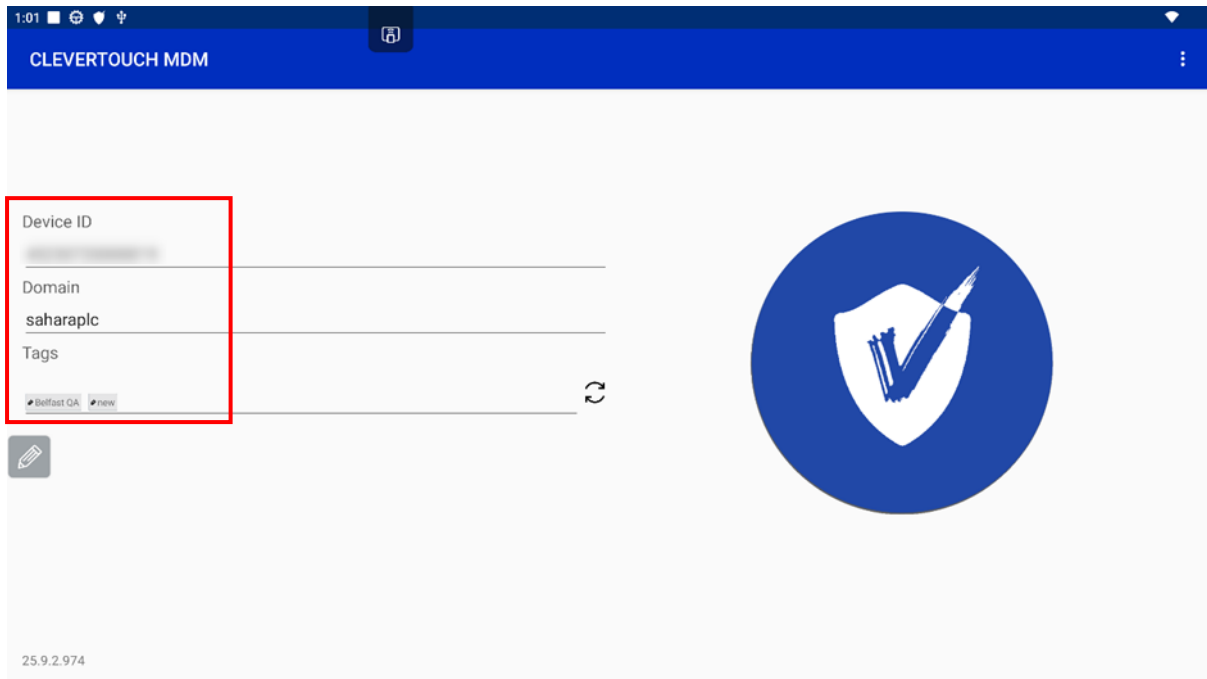 1:01
CLEVERTOUCH MDM
Device ID
Domain
saharaplc
Tags
Belfast QA new
25.9.2.974